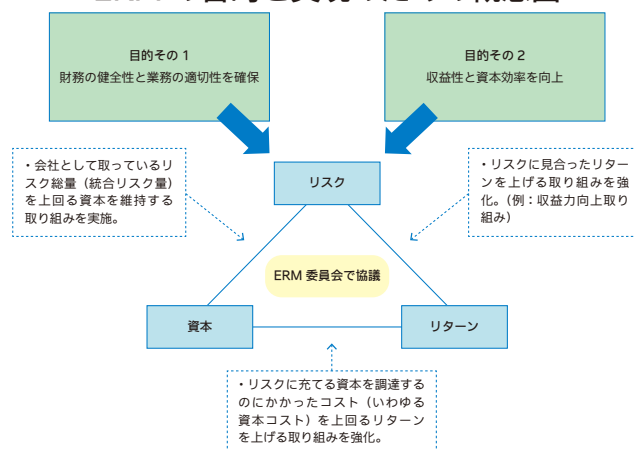 目的その 1
財務の健全性と業務の適切性を確保
目的その 2
収益性と資本効率を向上
・会社として取っているリ
スク総量（統合リスク量）
を上回る資本を維持する
取り組みを実施。
リスク
・リスクに見合ったリター
ンを上げる取り組みを強
化。（例：収益力向上取り
組み）
ERM 委員会で協議
資本
リターン
・リスクに充てる資本を調達する
のにかかったコスト（いわゆる
資本コスト）を上回るリターン
を上げる取り組みを強化。